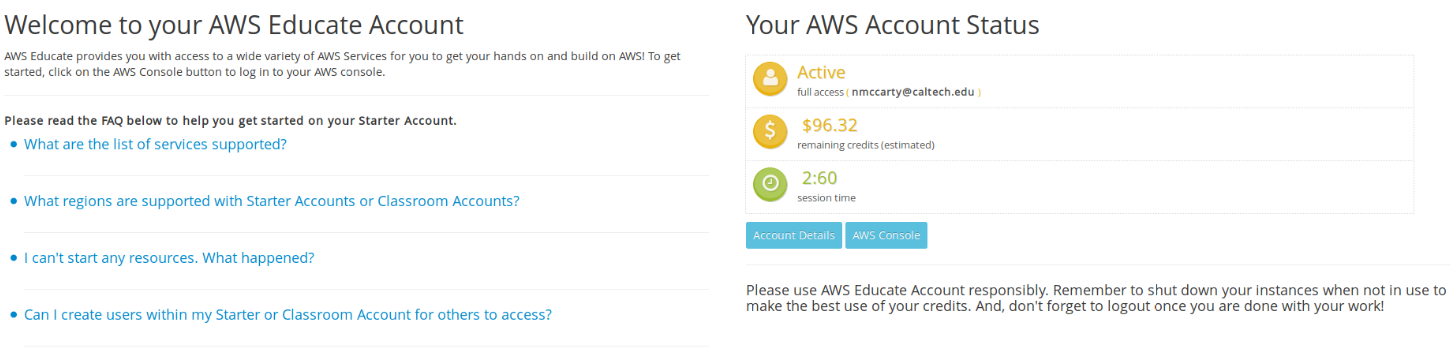 Welcome to your AWS Educate Account
AWS Educate provides you with access to a wide variety of AWS Services for you to get your hands on and build on AWS! To get
started, click on the AWS Console button to log in to your AWS console.
Please read the FAQ below to help you get started on your Starter Account.
What are the list of services supported?
What regions are supported with Starter Accounts or Classroom Accounts?
I can't start any resources. What happened?
Can I create users within my Starter or Classroom Account for others to access?
Your AWS Account Status
Active
full access ( nmccarty@caltech.edu )
$
$96.32
remaining credits (estimated)
2:60
session time
Account Details
AWS Console
Please use AWS Educate Account responsibly. Remember to shut down your instances when not in use to
make the best use of your credits. And, don't forget to logout once you are done with your work!